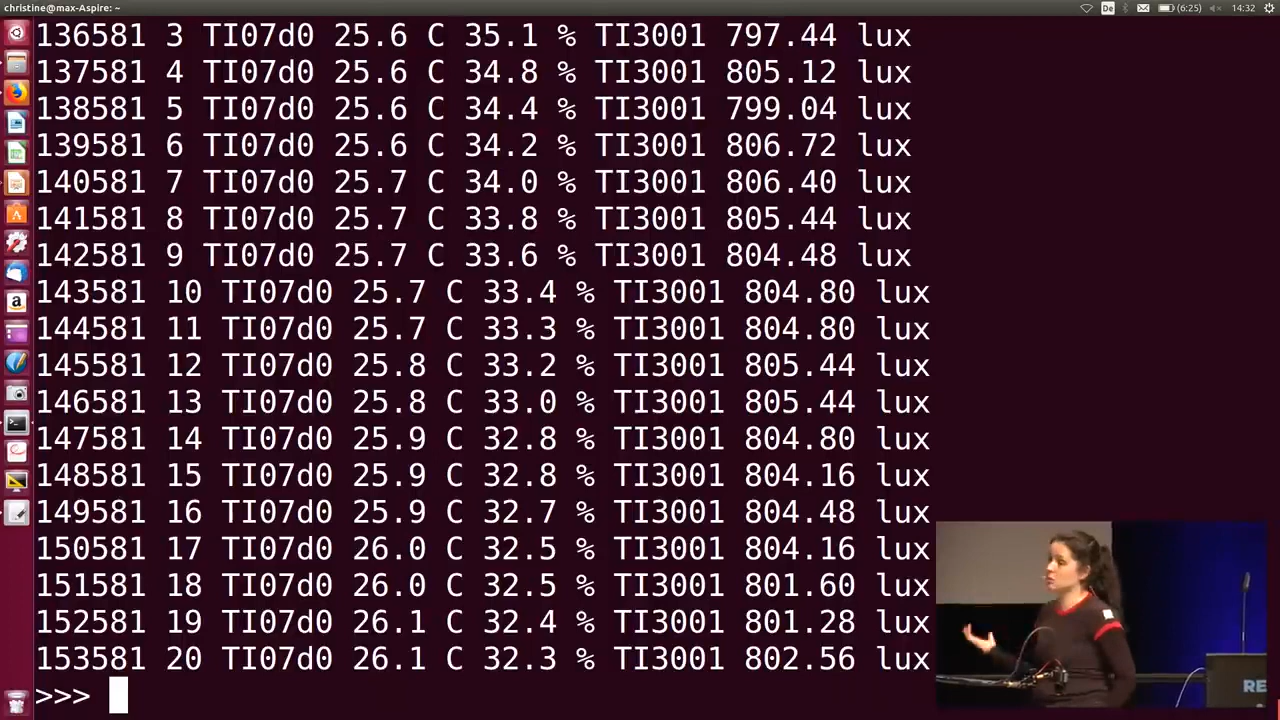 christine@max-Aspire: ~
De
(6:25)
14:32
136581 3 TI07d0 25.6 C 35.1 % TI3001 797.44 lux
137581 4 TI07d0 25.6 C 34.8 % TI3001 805.12 lux
138581 5 TI07d0 25.6 C 34.4 % TI3001 799.04 lux
139581 6 TI07d0 25.6 C 34.2 % TI3001 806.72 lux
140581 7 TI07d0 25.7 C 34.0 % TI3001 806.40 lux
141581 8 TI07d0 25.7 C 33.8 % TI3001 805.44 lux
142581 9 TI07d0 25.7 C 33.6 % TI3001 804.48 lux
143581 10 TI07d0 25.7 C 33.4 % TI3001 804.80 lux
144581 11 TI07d0 25.7 C 33.3 % TI3001 804.80 lux
145581 12 TI07d0 25.8 C 33.2 % TI3001 805.44 lux
146581 13 TI07d0 25.8 C 33.0 % TI3001 805.44 lux
147581 14 TI07d0 25.9 C 32.8 % TI3001 804.80 lux
148581 15 TI07d0 25.9 C 32.8 % TI3001 804.16 lux
149581 16 TI07d0 25.9 C 32.7 % TI3001 804.48 lux
150581 17 TI07d0 26.0 C 32.5 % TI3001 804.16 lux
151581 18 TI07d0 26.0 C 32.5 % TI3001 801.60 lux
152581 19 TI07d0 26.1 C 32.4 % TI3001 801.28 lux
153581 20 TI07d0 26.1 C 32.3 % TI3001 802.56 lux
>>>
RE